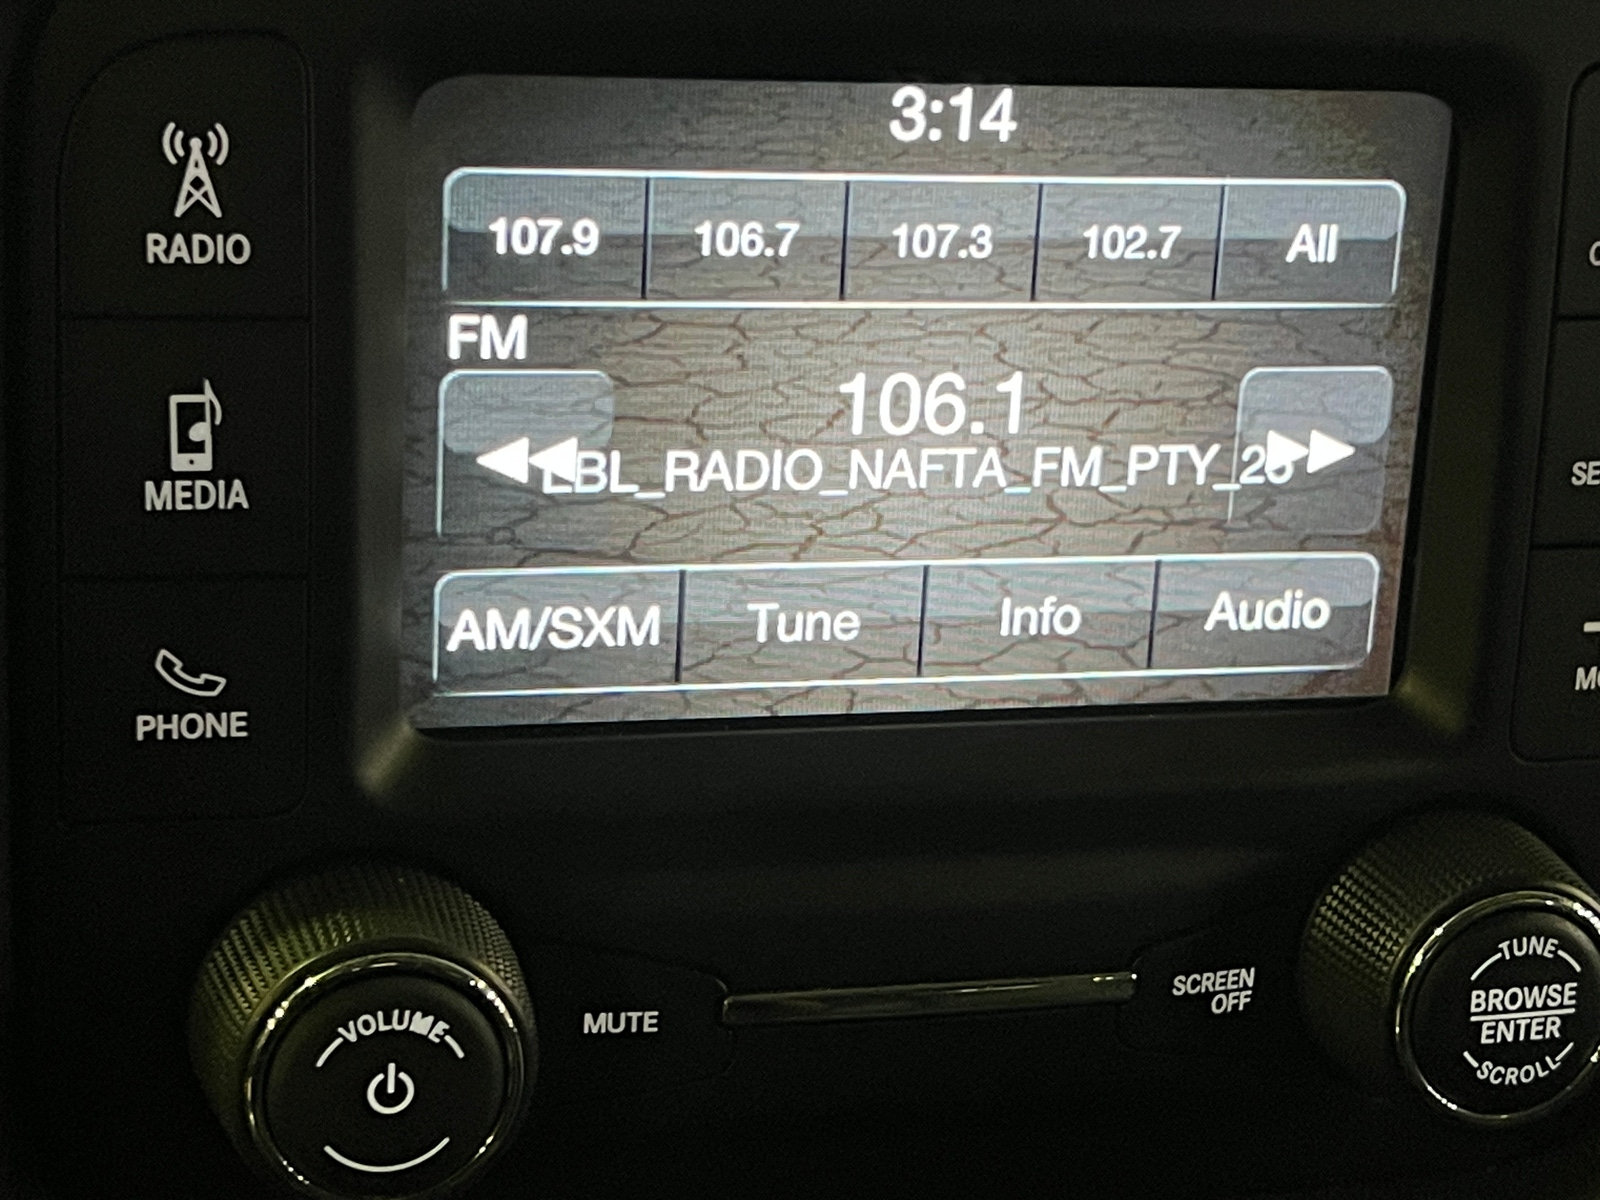 3:14
RADIO
107.9 106.7 107.3 102.7 All
FM
106.1
LBL_RADIO_NAFTA_FM_PTY_26
MEDIA
AM/SXM Tune Info Audio
PHONE
MUTE
SCREEN
OFF
VOLUME
TUNE
BROWSE
ENTER
SCROLL